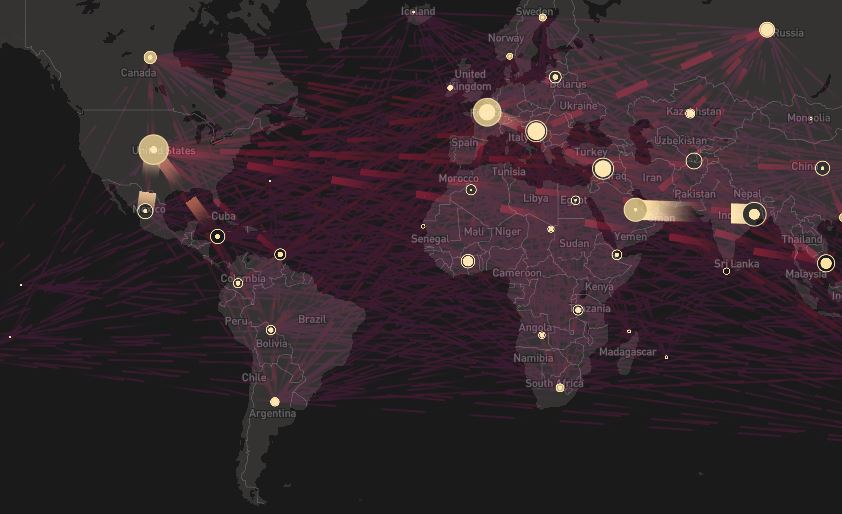 Iceland
Sweden
Russia
Norway
Canada
United
Kingdom
Belarus
Ukraine
Kazakhstan
Mongolia
United States
Spain
Italy
Uzbekistan
Turkey
Iraq
Iran
China
Morocco
Tunisia
Libya
Egypt
Pakistan
Nepal
Mexico
Cuba
Oman
Senegal
Mali
Niger
Sudan
Yemen
Thailand
Sri Lanka
Malaysia
Cameroon
Colombia
Kenya
Tanzania
Peru
Brazil
Angola
Bolivia
Namibia
Madagascar
Chile
South Africa
Argentina